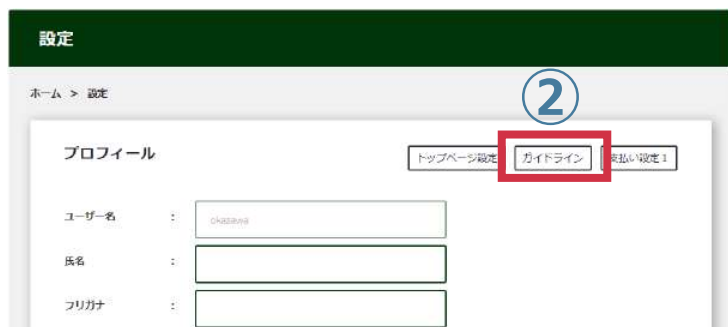 設定
ホーム > 設定
②
プロフィール
トップページ設定 ガイドライン 支払い設定1
ユーザー名 : okazawa
氏名 :
フリガナ :